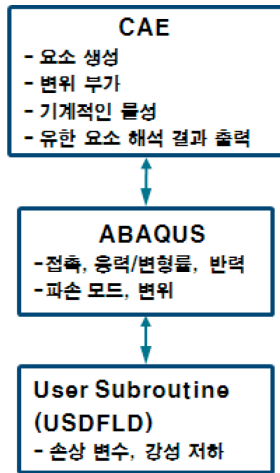 CAE
- 요소 생성
- 변위 부가
- 기계적인 물성
- 유한 요소 해석 결과 출력
ABAQUS
-접촉, 응력/변형률, 반력
-파손 모드, 변위
User Subroutine
(USDFLD)
- 손상 변수, 강성 저하